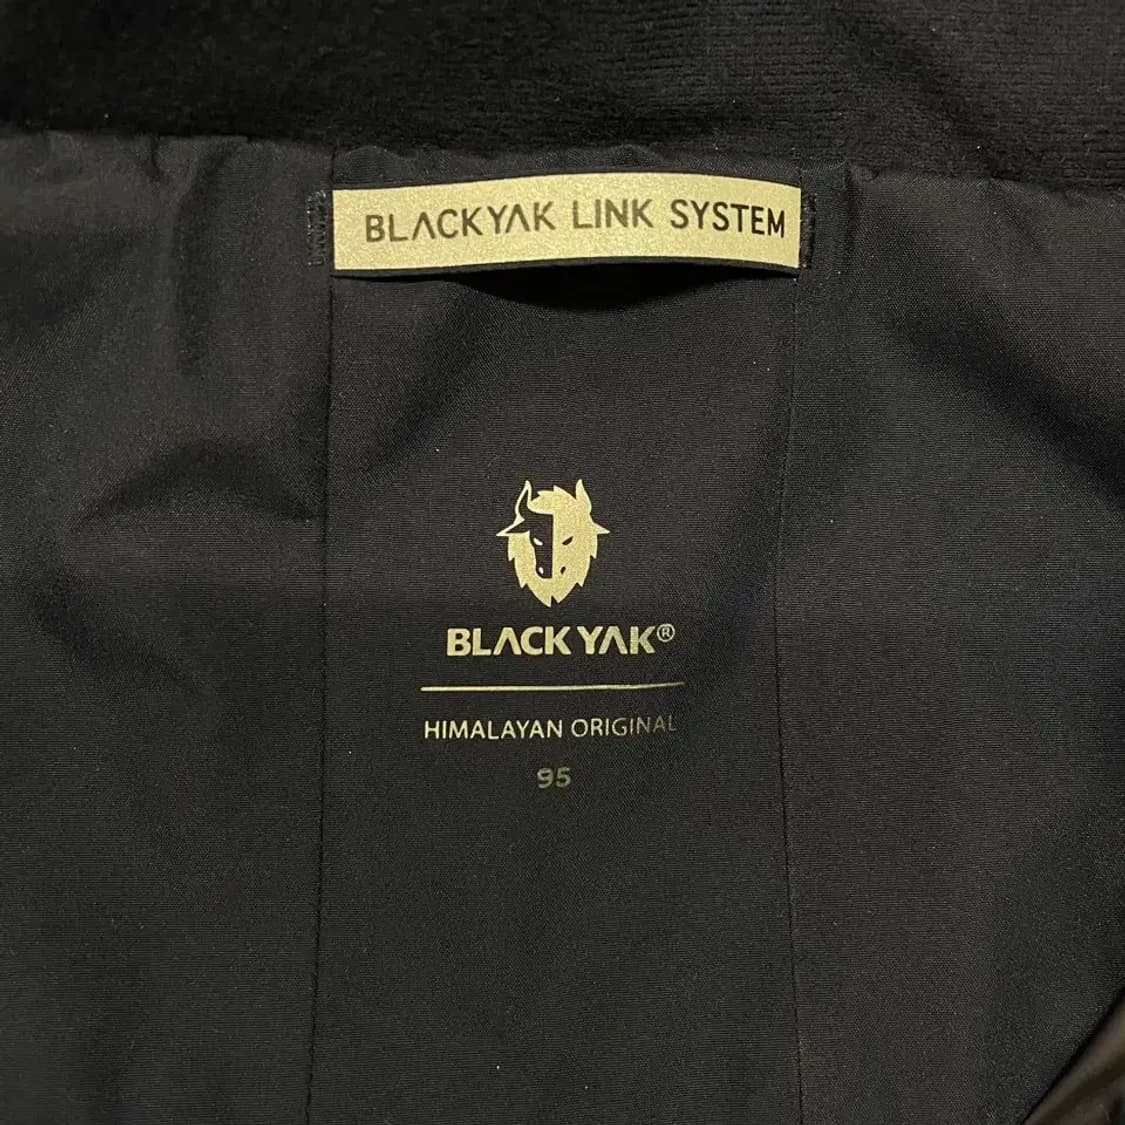 BLACKYAK LINK SYSTEM
BLACKYAK®
HIMALAYAN ORIGINAL
95